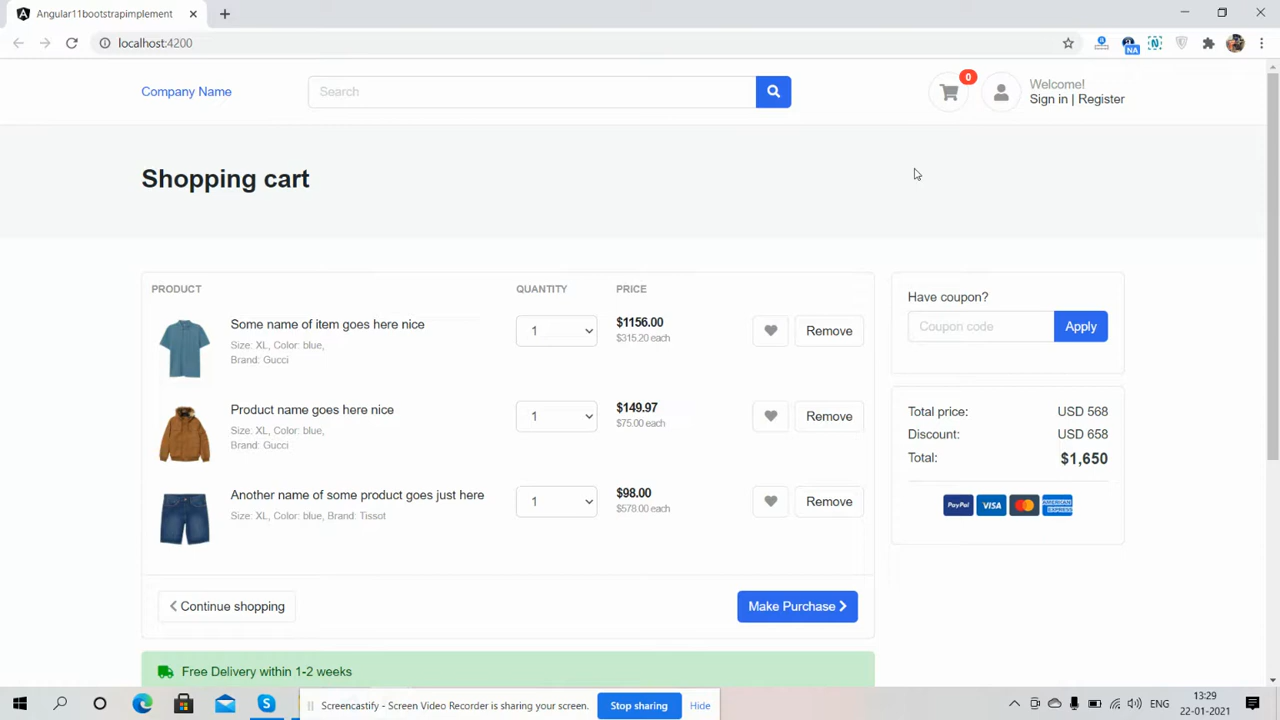 Angular11bootstrapimplement
localhost:4200
NA
Company Name
Search
0
Welcome!
Sign in | Register
Shopping cart
PRODUCT QUANTITY PRICE
Some name of item goes here nice
Size: XL, Color: blue,
Brand: Gucci
1
$1156.00
$315.20 each
Remove
Product name goes here nice
Size: XL, Color: blue,
Brand: Gucci
1
$149.97
$75.00 each
Remove
Another name of some product goes just here
Size: XL, Color: blue, Brand: Tissot
1
$98.00
$578.00 each
Remove
Continue shopping
Make Purchase
Free Delivery within 1-2 weeks
Have coupon?
Coupon code
Apply
Total price: USD 568
Discount: USD 658
Total: $1,650
PayPal VISA AMERICAN EXPRESS
Screencastify - Screen Video Recorder is sharing your screen.
Stop sharing
Hide
ENG
13:29
22-01-2021